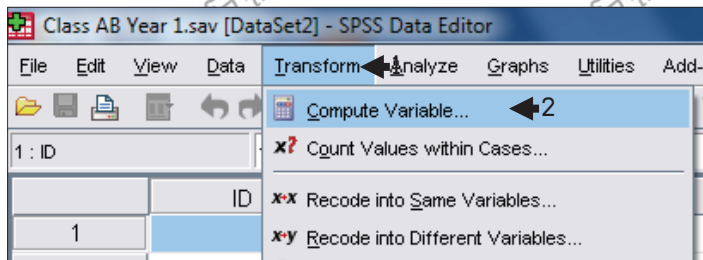 Class AB Year 1.sav [DataSet2] - SPSS Data Editor
File Edit View Data Transform Analyze Graphs Utilities Add-
Compute Variable... 2
1 : ID
x? Count Values within Cases...
ID x→x Recode into Same Variables...
1 x→y Recode into Different Variables...